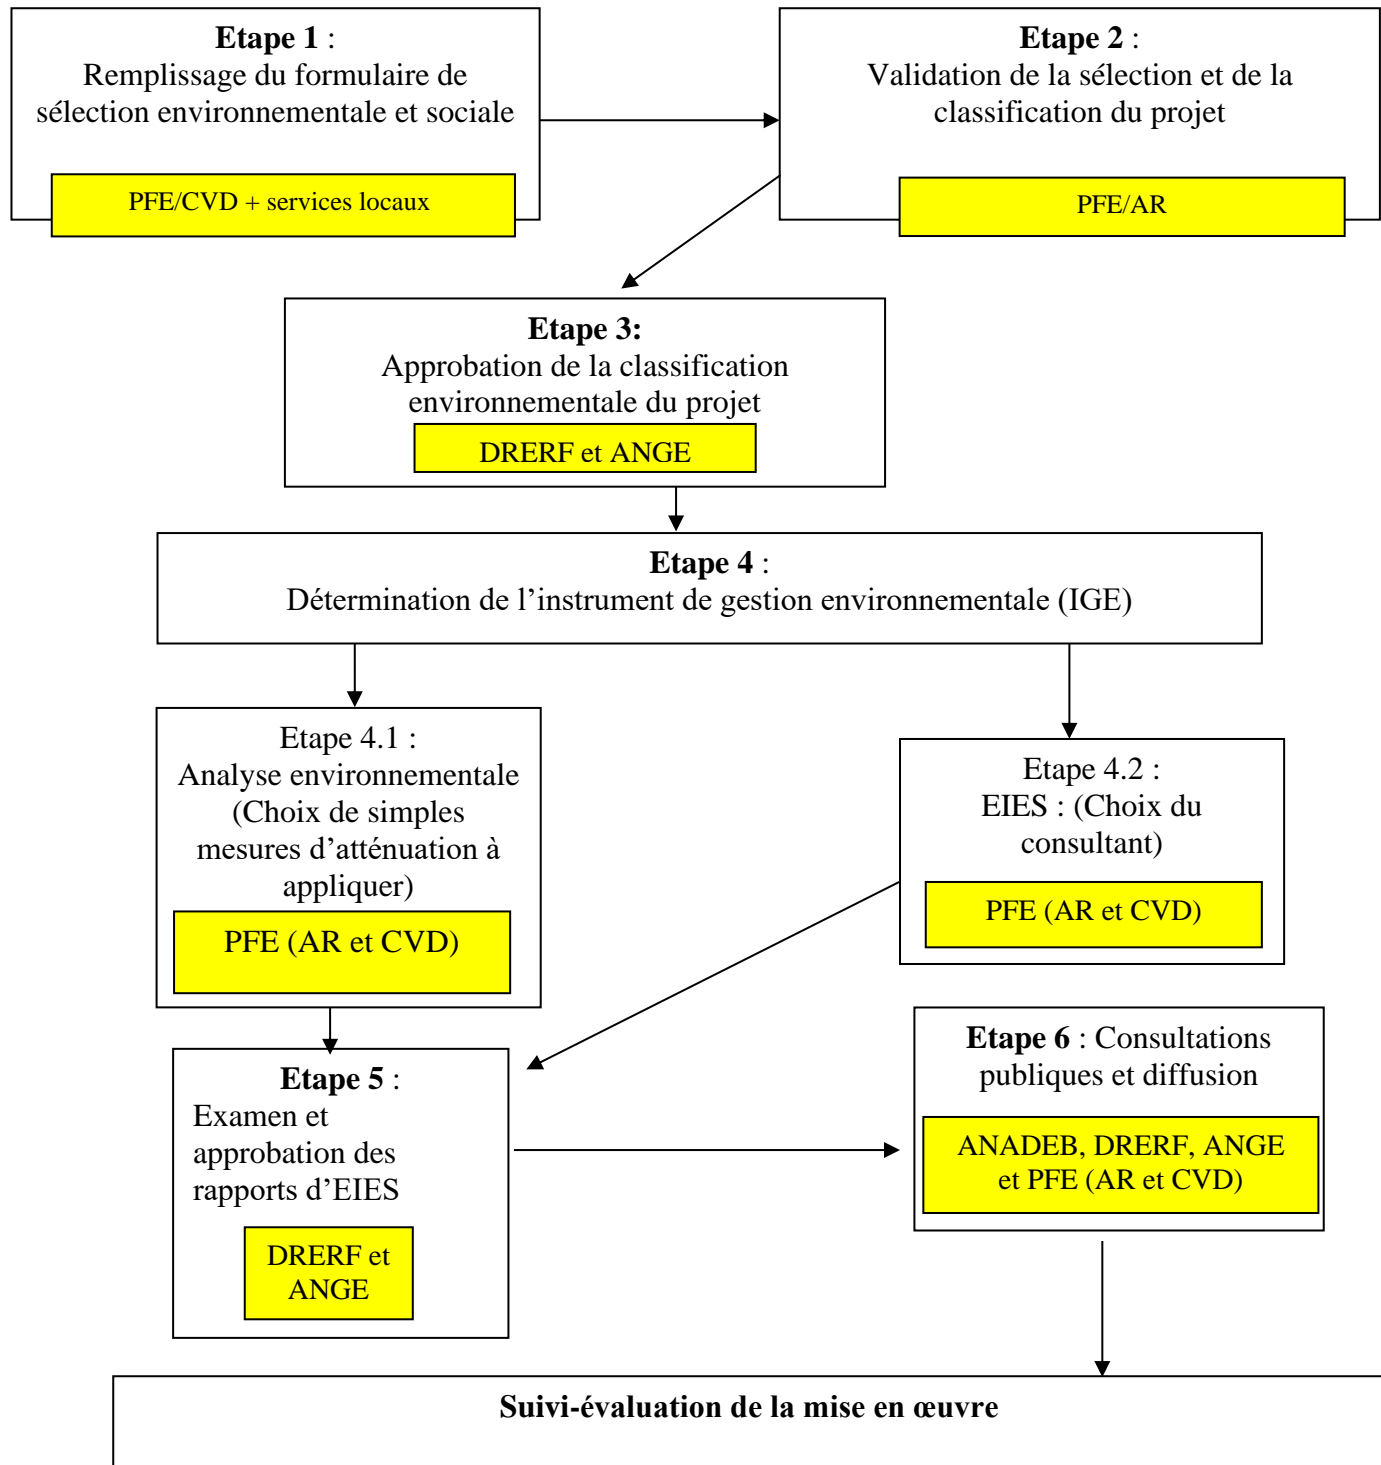 Etape 1 :
Remplissage du formulaire de
sélection environnementale et sociale
PFE/CVD + services locaux
Etape 2 :
Validation de la sélection et de la
classification du projet
PFE/AR
Etape 3:
Approbation de la classification
environnementale du projet
DRERF et ANGE
Etape 4 :
Détermination de l’instrument de gestion environnementale (IGE)
Etape 4.1 :
Analyse environnementale
(Choix de simples
mesures d’atténuation à
appliquer)
PFE (AR et CVD)
Etape 4.2 :
EIES : (Choix du
consultant)
PFE (AR et CVD)
Etape 5 :
Examen et
approbation des
rapports d’EIES
DRERF et
ANGE
Etape 6 : Consultations
publiques et diffusion
ANADEB, DRERF, ANGE
et PFE (AR et CVD)
Suivi-évaluation de la mise en œuvre